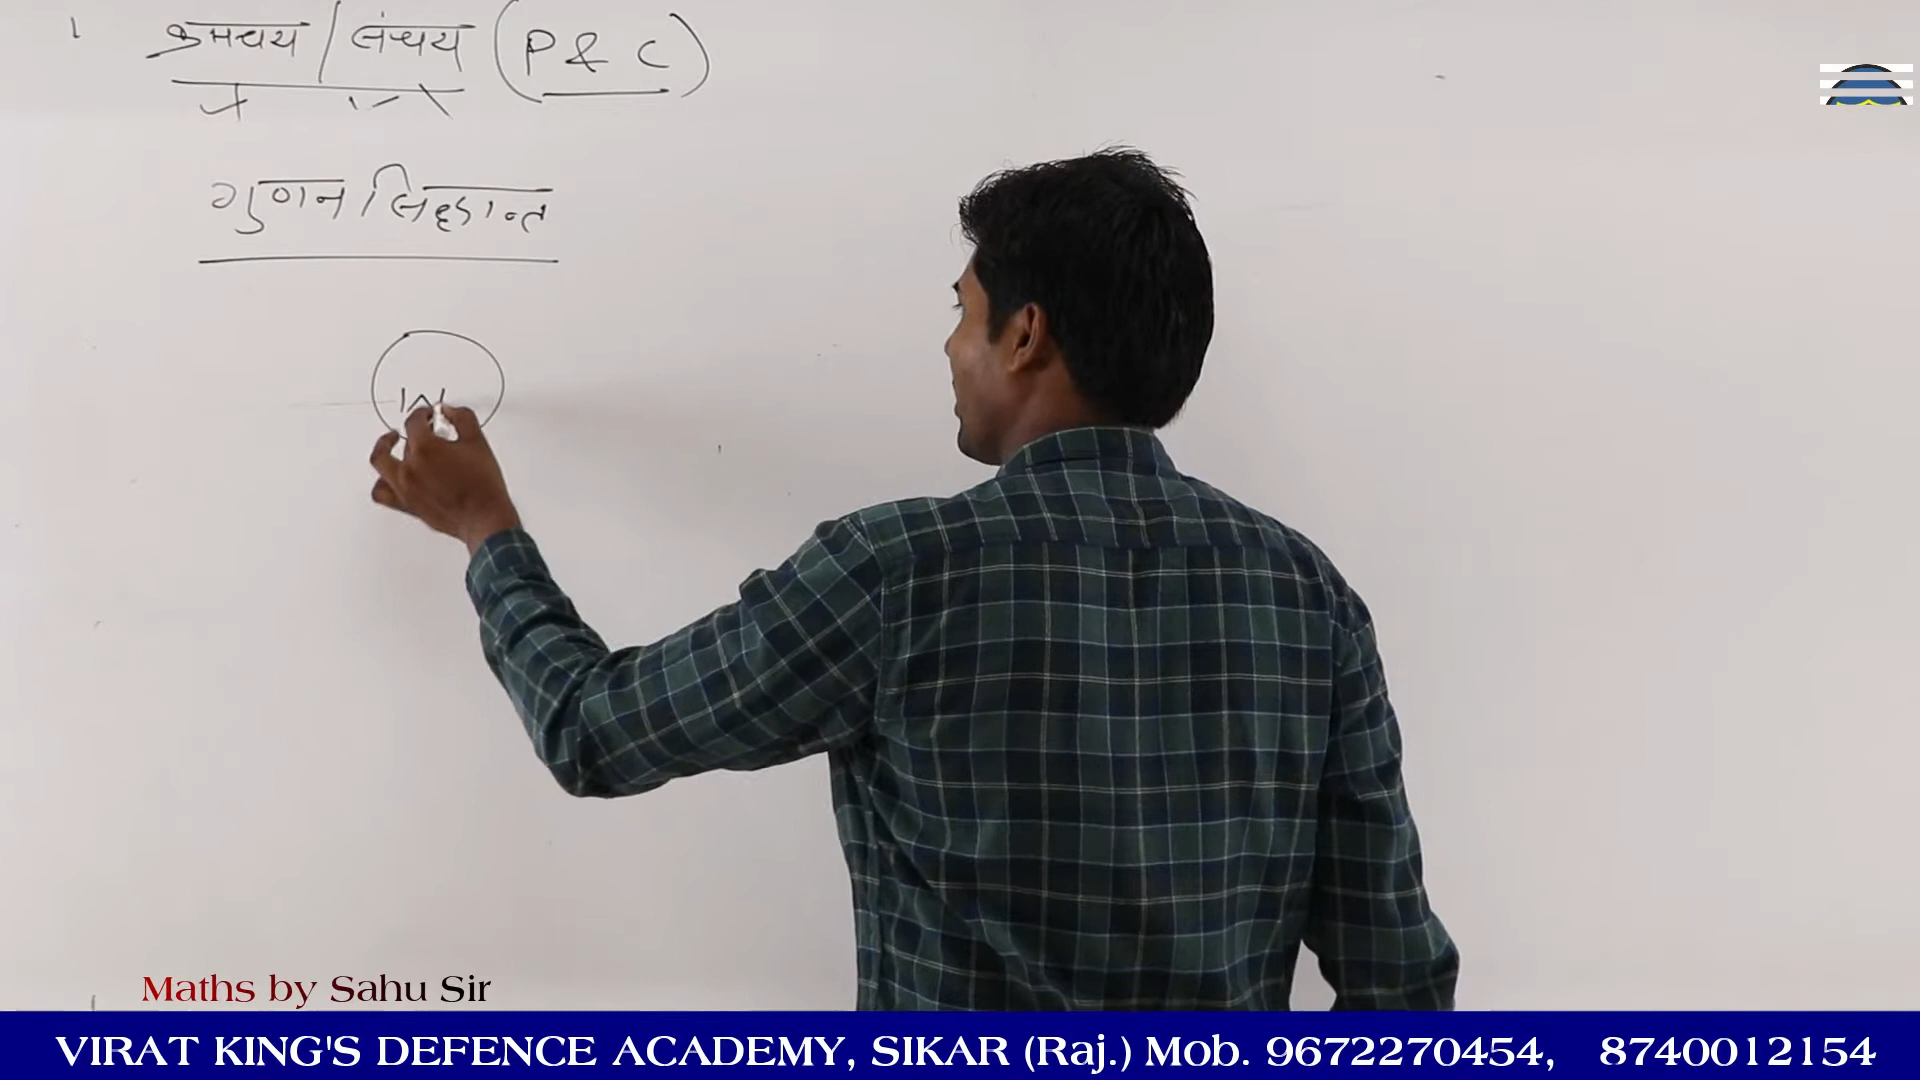 क्रमचय / संचय (P & C)
गुणन सिद्धान्त
Maths by Sahu Sir
VIRAT KING'S DEFENCE ACADEMY, SIKAR (Raj.) Mob. 9672270454, 8740012154